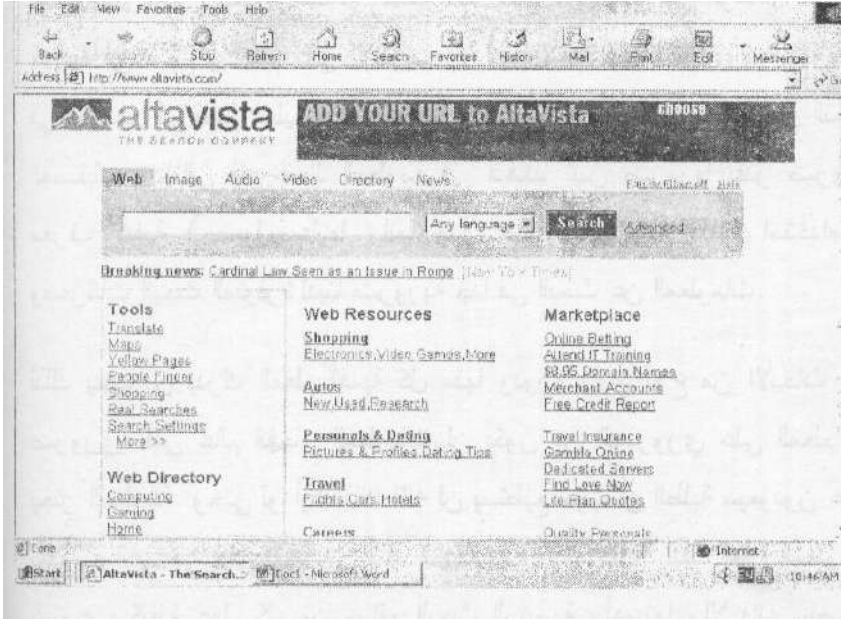 File Edit View Favorites Tools Help
Back Stop Refresh Home Search Favorites History Mail Print Edit Messenger
Address http://www.altavista.com/
altavista
THE SEARCH COMPANY
ADD YOUR URL to AltaVista
choose
Web Image Audio Video Directory News
Family Filter: off Help
Any language Search Advanced
Breaking news: Cardinal Law Seen as an Issue in Rome [New York Times]
Tools
Translate
Maps
Yellow Pages
People Finder
Shopping
Real Searches
Search Settings
More >>
Web Directory
Computing
Gaming
Home
Web Resources
Shopping
Electronics, Video Games, More
Autos
New, Used, Research
Personals & Dating
Pictures & Profiles, Dating Tips
Travel
Flights, Cars, Hotels
Careers
Marketplace
Online Betting
Attend IT Training
$8.95 Domain Names
Merchant Accounts
Free Credit Report
Travel Insurance
Gamble Online
Dedicated Servers
Find Love Now
Life Plan Quotes
Quality Personals
Done
Internet
Start AltaVista - The Search... Doc1 - Microsoft Word
10:46 AM